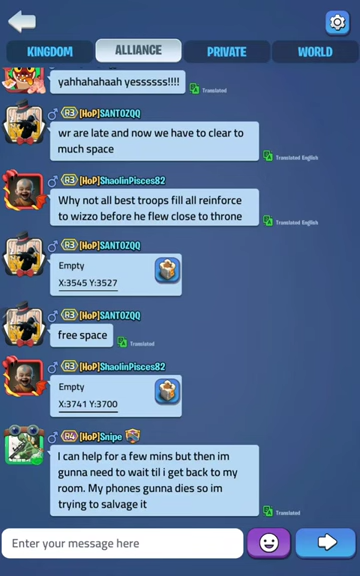 KINGDOM
ALLIANCE
PRIVATE
WORLD
yahhahahaah yessssss!!!!
Translated
R3 [HoP]SANTOZQQ
wr are late and now we have to clear to
much space
Translated English
R3 [HoP]ShaolinPisces82
Why not all best troops fill all reinforce
to wizzo before he flew close to throne
Translated English
R3 [HoP]SANTOZQQ
Empty
X:3545 Y:3527
R3 [HoP]SANTOZQQ
free space
Translated
R3 [HoP]ShaolinPisces82
Empty
X:3741 Y:3700
R4 [HoP]Snipe
I can help for a few mins but then im
gunna need to wait til i get back to my
room. My phones gunna dies so im
trying to salvage it
Translated
Enter your message here